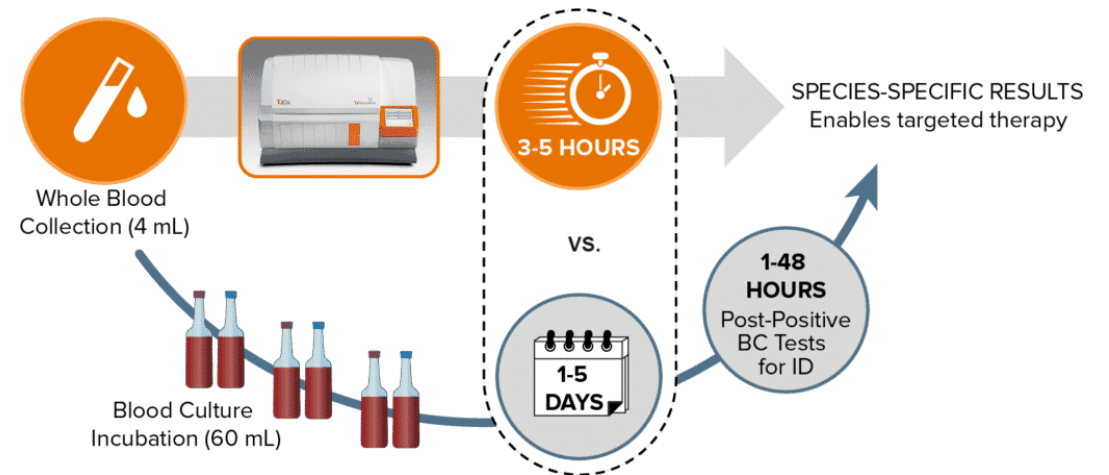 T2Dx
3-5 HOURS
SPECIES-SPECIFIC RESULTS
Enables targeted therapy
Whole Blood
Collection (4 mL)
VS.
1-48
HOURS
Post-Positive
BC Tests
for ID
1-5
DAYS
Blood Culture
Incubation (60 mL)